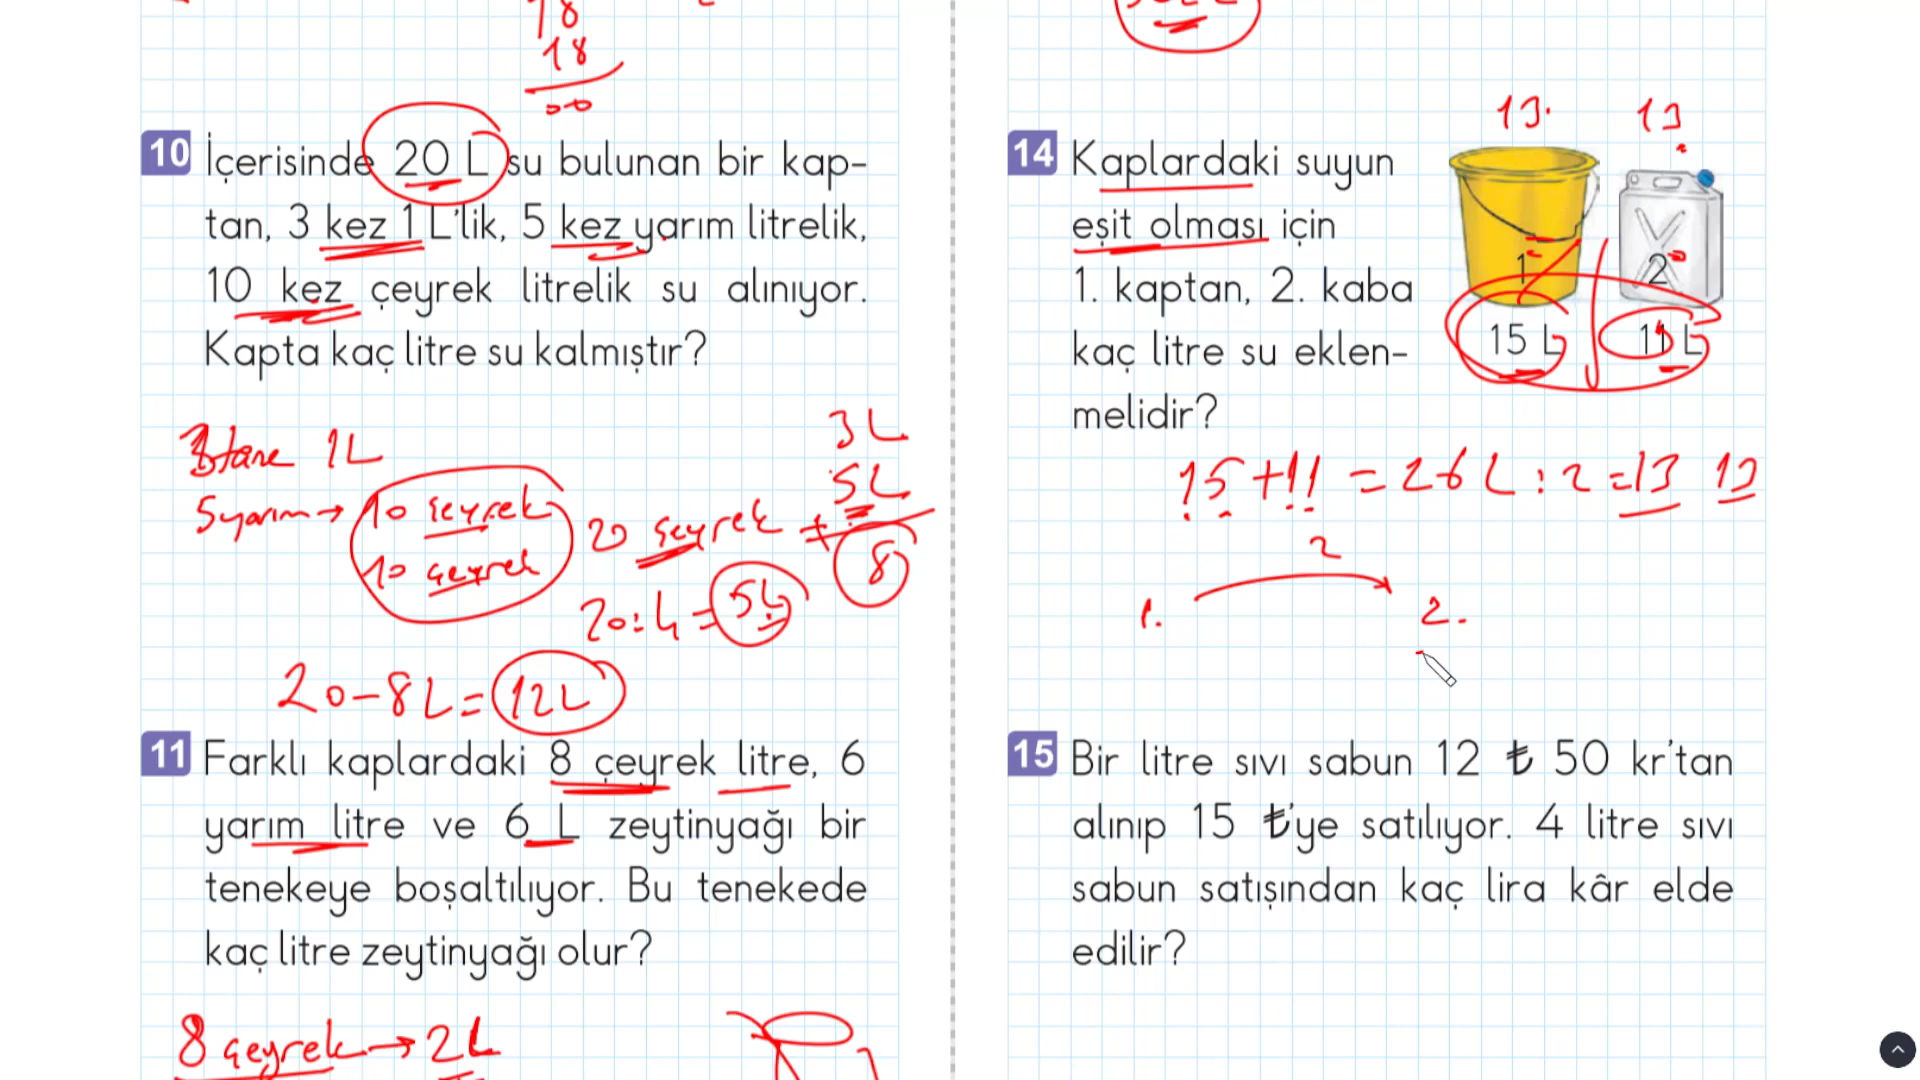 18
18
00
10 İçerisinde 20 L su bulunan bir kap-
tan, 3 kez 1 L'lik, 5 kez yarım litrelik,
10 kez çeyrek litrelik su alınıyor.
Kapta kaç litre su kalmıştır?
3 tane 1L
5 yarım → 10 çeyrek
10 çeyrek
20 çeyrek
20:4=5L
3L
+ 5L
8
20-8L=12L
11 Farklı kaplardaki 8 çeyrek litre, 6
yarım litre ve 6 L zeytinyağı bir
tenekeye boşaltılıyor. Bu tenekede
kaç litre zeytinyağı olur?
8 çeyrek → 2L
14 Kaplardaki suyun
eşit olması için
1. kaptan, 2. kaba
kaç litre su eklen-
melidir?
13. 13
1 2
15 L 11 L
15+11=26L:2=13 13
2
1. 2.
15 Bir litre sıvı sabun 12 ₺ 50 kr'tan
alınıp 15 ₺'ye satılıyor. 4 litre sıvı
sabun satışından kaç lira kâr elde
edilir?